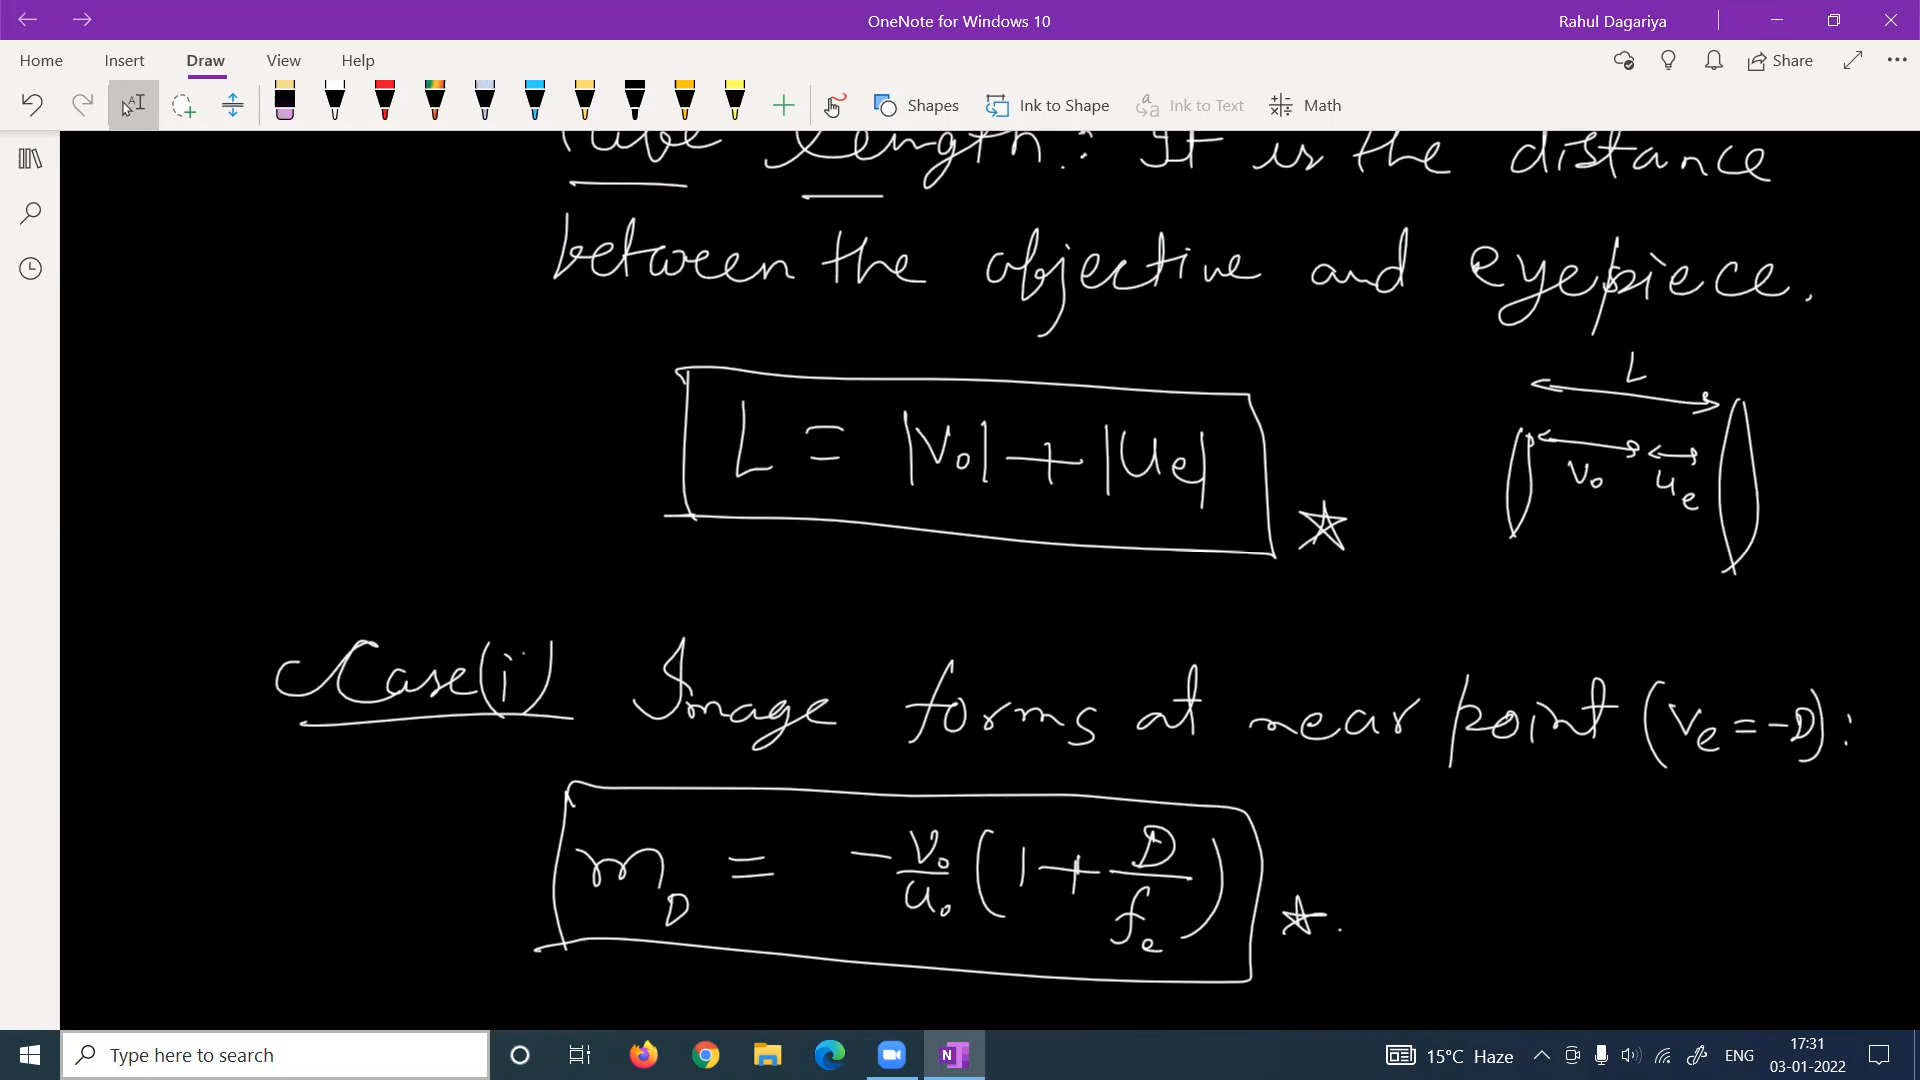 OneNote for Windows 10
Rahul Dagariya
Home Insert Draw View Help
Share
Shapes Ink to Shape Ink to Text Math
Tube length: It is the distance
between the objective and eyepiece.
L
L = |V₀| + |Ue|
V₀ ue
Case(i) Image forms at near point (Ve = -D):
m_D = -V₀/u₀ (1 + D/fe)
Type here to search
15°C Haze
ENG
17:31
03-01-2022